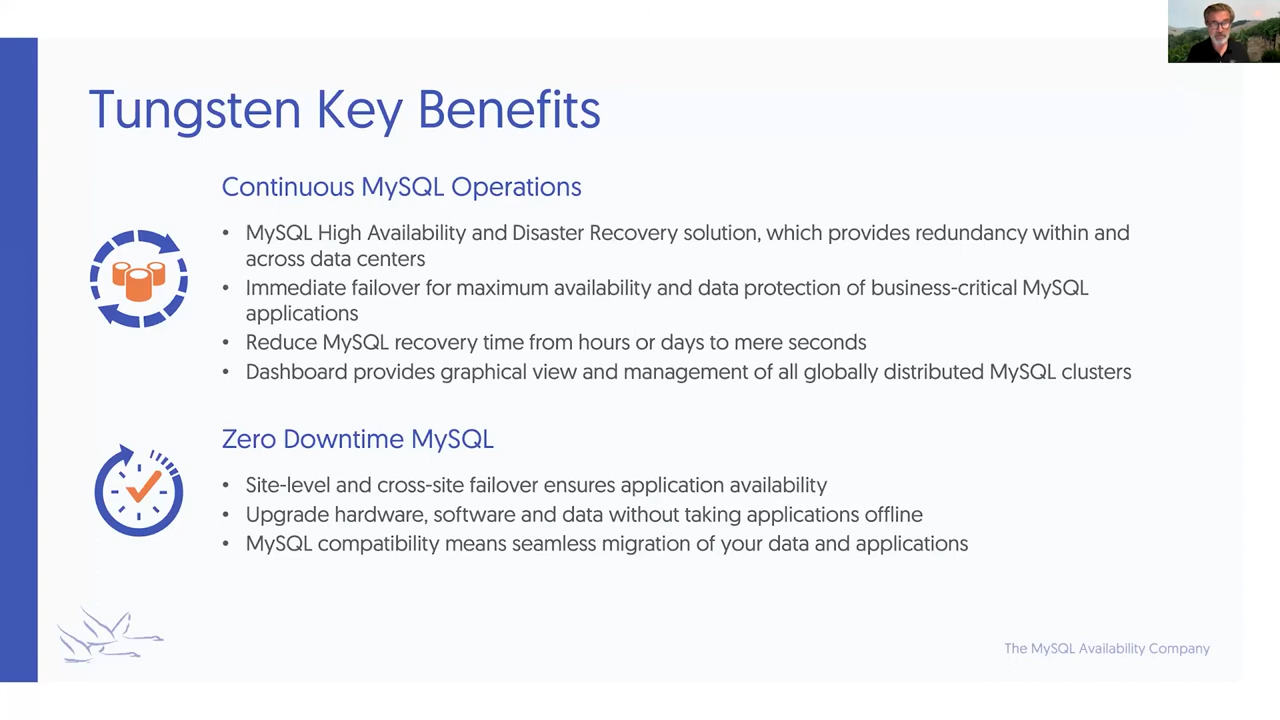 Tungsten Key Benefits
Continuous MySQL Operations
• MySQL High Availability and Disaster Recovery solution, which provides redundancy within and
across data centers
• Immediate failover for maximum availability and data protection of business-critical MySQL
applications
• Reduce MySQL recovery time from hours or days to mere seconds
• Dashboard provides graphical view and management of all globally distributed MySQL clusters
Zero Downtime MySQL
• Site-level and cross-site failover ensures application availability
• Upgrade hardware, software and data without taking applications offline
• MySQL compatibility means seamless migration of your data and applications
The MySQL Availability Company